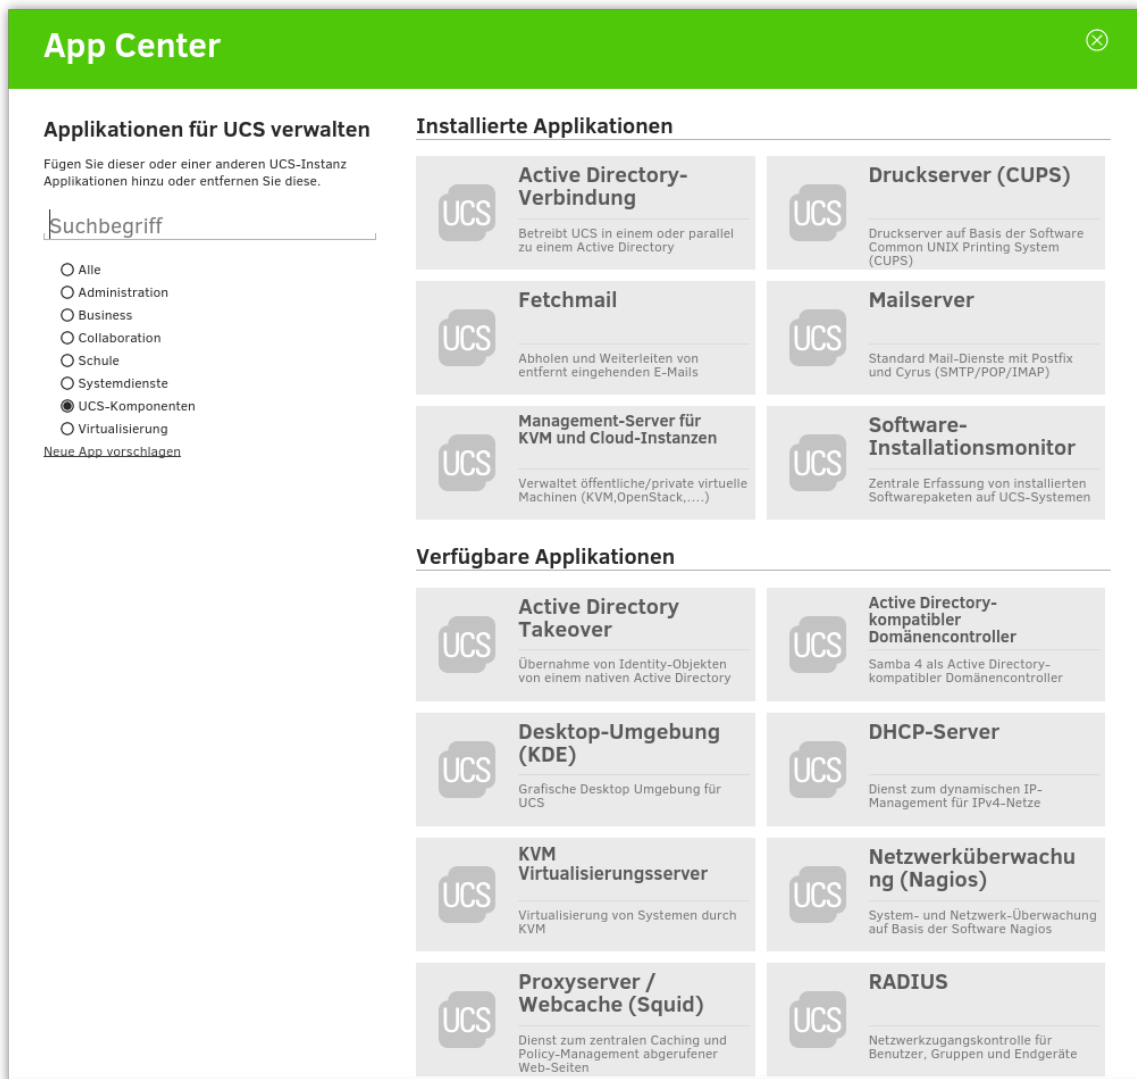 App Center
Applikationen für UCS verwalten
Fügen Sie dieser oder einer anderen UCS-Instanz
Applikationen hinzu oder entfernen Sie diese.
Suchbegriff
Alle
Administration
Business
Collaboration
Schule
Systemdienste
UCS-Komponenten
Virtualisierung
Neue App vorschlagen
Installierte Applikationen
UCS
Active Directory-
Verbindung
Betreibt UCS in einem oder parallel
zu einem Active Directory
UCS
Druckserver (CUPS)
Druckserver auf Basis der Software
Common UNIX Printing System
(CUPS)
UCS
Fetchmail
Abholen und Weiterleiten von
entfernt eingehenden E-Mails
UCS
Mailserver
Standard Mail-Dienste mit Postfix
und Cyrus (SMTP/POP/IMAP)
UCS
Management-Server für
KVM und Cloud-Instanzen
Verwaltet öffentliche/private virtuelle
Machinen (KVM,OpenStack,....)
UCS
Software-
Installationsmonitor
Zentrale Erfassung von installierten
Softwarepaketen auf UCS-Systemen
Verfügbare Applikationen
UCS
Active Directory
Takeover
Übernahme von Identity-Objekten
von einem nativen Active Directory
UCS
Active Directory-
kompatibler
Domänencontroller
Samba 4 als Active Directory-
kompatibler Domänencontroller
UCS
Desktop-Umgebung
(KDE)
Grafische Desktop Umgebung für
UCS
UCS
DHCP-Server
Dienst zum dynamischen IP-
Management für IPv4-Netze
UCS
KVM
Virtualisierungsserver
Virtualisierung von Systemen durch
KVM
UCS
Netzwerküberwachu
ng (Nagios)
System- und Netzwerk-Überwachung
auf Basis der Software Nagios
UCS
Proxyserver /
Webcache (Squid)
Dienst zum zentralen Caching und
Policy-Management abgerufener
Web-Seiten
UCS
RADIUS
Netzwerkzugangskontrolle für
Benutzer, Gruppen und Endgeräte